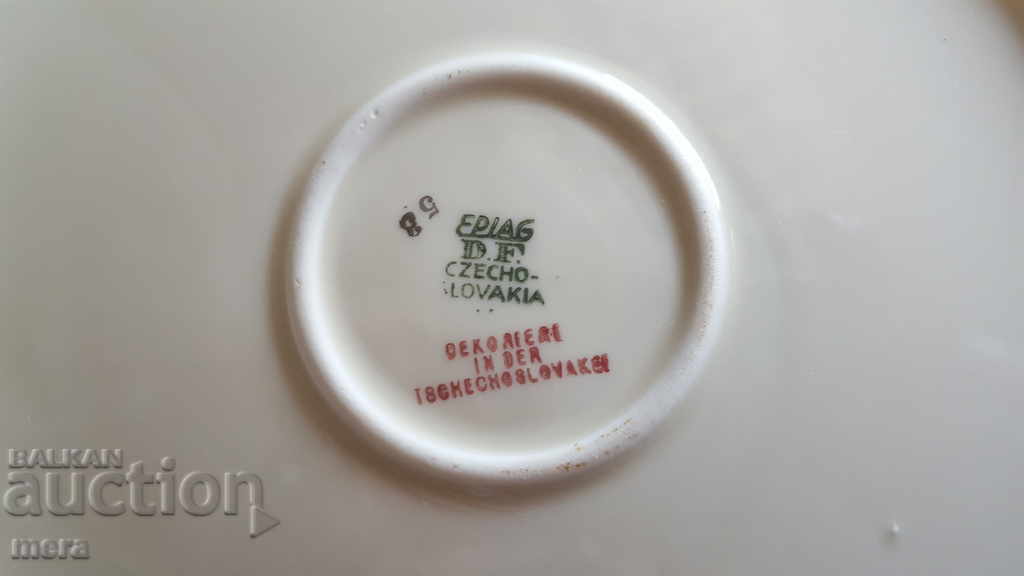 58
EPIAG
D.F.
CZECHO-
SLOVAKIA
DEKORIERT
IN DER
TSCHECHOSLOVAKEI
BALKAN
auction
mera